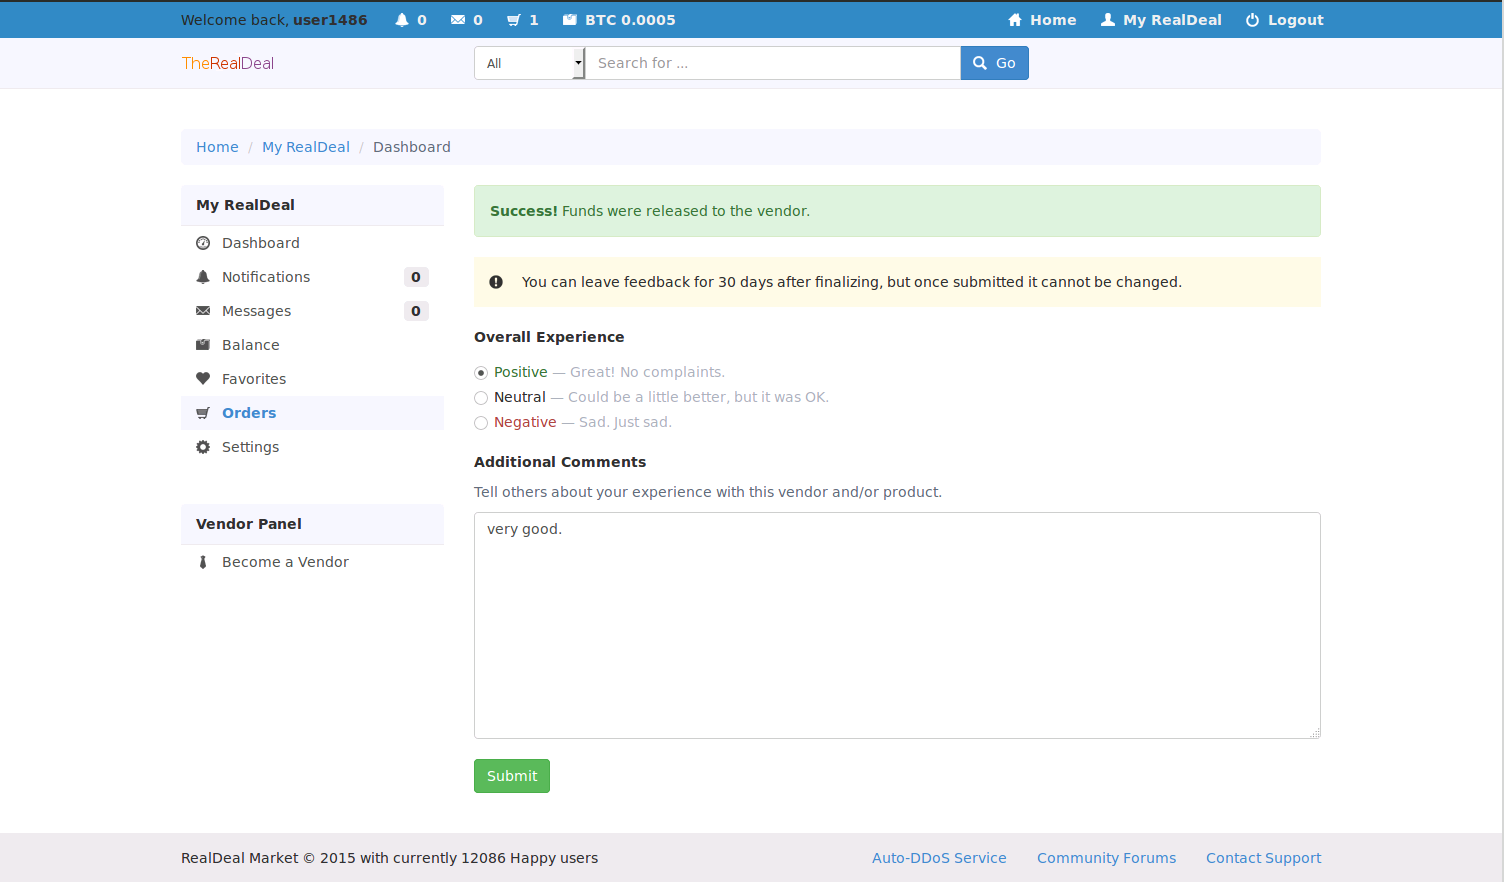 Welcome back, user1486 0 0 1 BTC 0.0005 Home My RealDeal Logout
TheRealDeal All Search for ... Go
Home / My RealDeal / Dashboard
My RealDeal
Dashboard
Notifications 0
Messages 0
Balance
Favorites
Orders
Settings
Vendor Panel
Become a Vendor
Success! Funds were released to the vendor.
You can leave feedback for 30 days after finalizing, but once submitted it cannot be changed.
Overall Experience
Positive — Great! No complaints.
Neutral — Could be a little better, but it was OK.
Negative — Sad. Just sad.
Additional Comments
Tell others about your experience with this vendor and/or product.
very good.
Submit
RealDeal Market © 2015 with currently 12086 Happy users Auto-DDoS Service Community Forums Contact Support